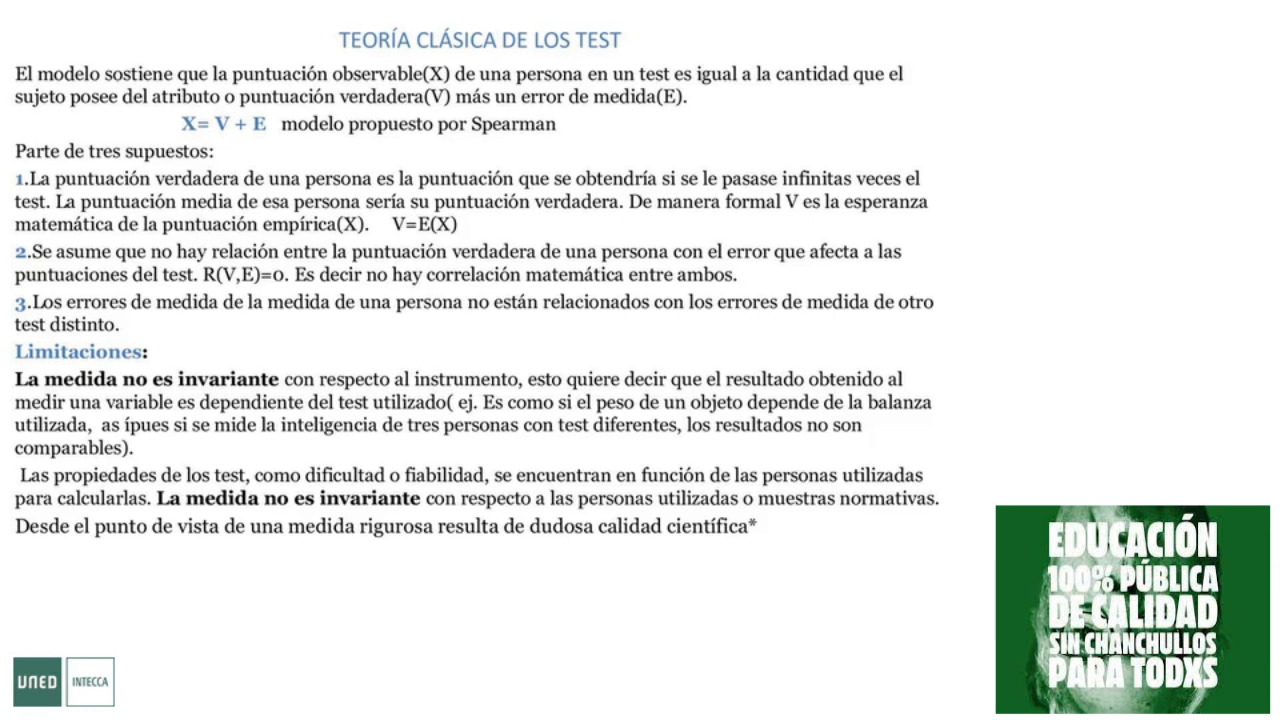 TEORÍA CLÁSICA DE LOS TEST
El modelo sostiene que la puntuación observable(X) de una persona en un test es igual a la cantidad que el
sujeto posee del atributo o puntuación verdadera(V) más un error de medida(E).
X= V + E modelo propuesto por Spearman
Parte de tres supuestos:
1.La puntuación verdadera de una persona es la puntuación que se obtendría si se le pasase infinitas veces el
test. La puntuación media de esa persona sería su puntuación verdadera. De manera formal V es la esperanza
matemática de la puntuación empírica(X). V=E(X)
2.Se asume que no hay relación entre la puntuación verdadera de una persona con el error que afecta a las
puntuaciones del test. R(V,E)=0. Es decir no hay correlación matemática entre ambos.
3.Los errores de medida de la medida de una persona no están relacionados con los errores de medida de otro
test distinto.
Limitaciones:
La medida no es invariante con respecto al instrumento, esto quiere decir que el resultado obtenido al
medir una variable es dependiente del test utilizado( ej. Es como si el peso de un objeto depende de la balanza
utilizada, as ípues si se mide la inteligencia de tres personas con test diferentes, los resultados no son
comparables).
Las propiedades de los test, como dificultad o fiabilidad, se encuentran en función de las personas utilizadas
para calcularlas. La medida no es invariante con respecto a las personas utilizadas o muestras normativas.
Desde el punto de vista de una medida rigurosa resulta de dudosa calidad científica*
EDUCACIÓN
100% PÚBLICA
DE CALIDAD
SIN CHANCHULLOS
PARA TODXS
UNED
INTECCA